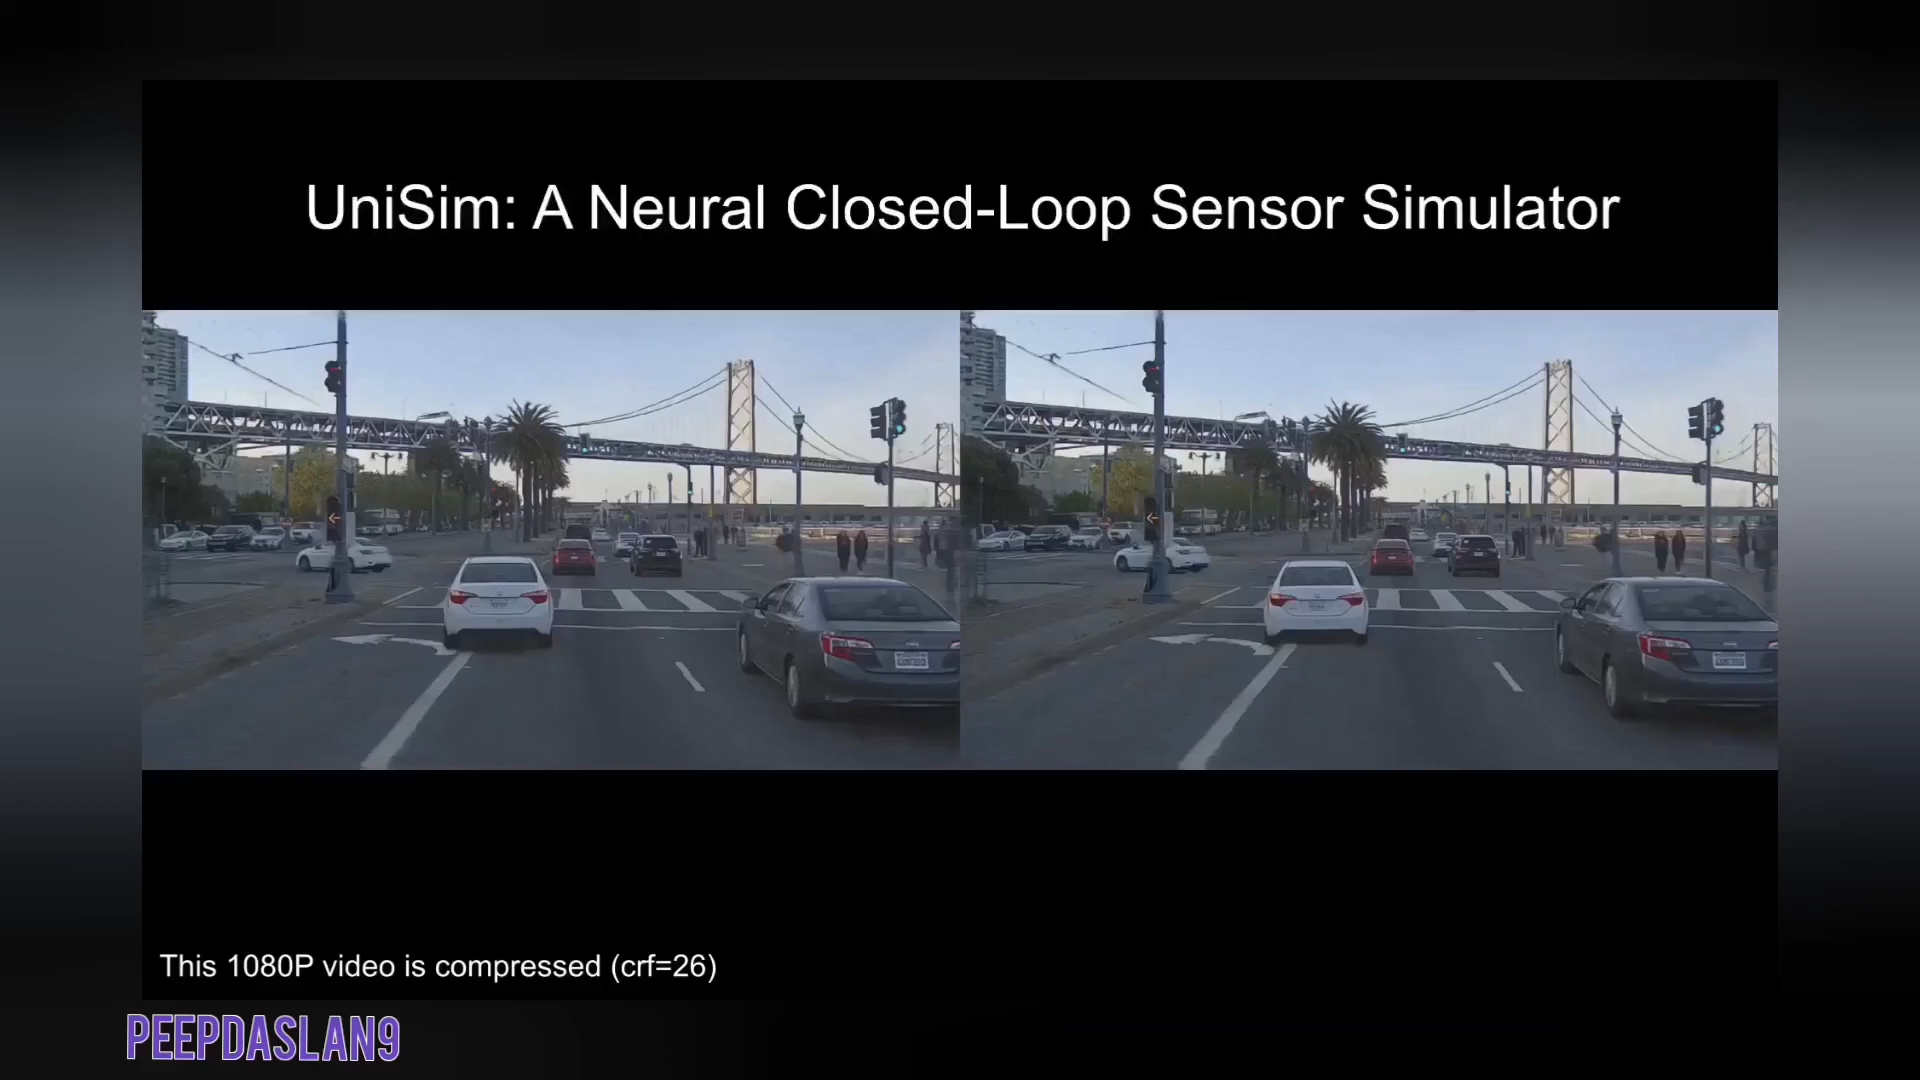 UniSim: A Neural Closed-Loop Sensor Simulator
This 1080P video is compressed (crf=26)
PEEPDASLAN9